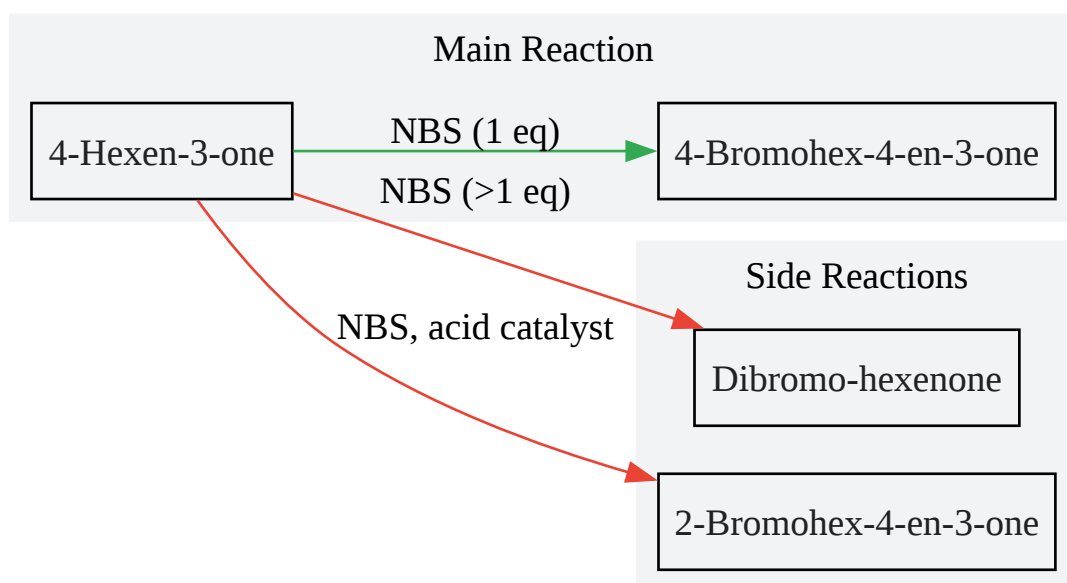 Main Reaction
4-Hexen-3-one
NBS (1 eq)
4-Bromohex-4-en-3-one
NBS (>1 eq)
Side Reactions
NBS, acid catalyst
Dibromo-hexenone
2-Bromohex-4-en-3-one